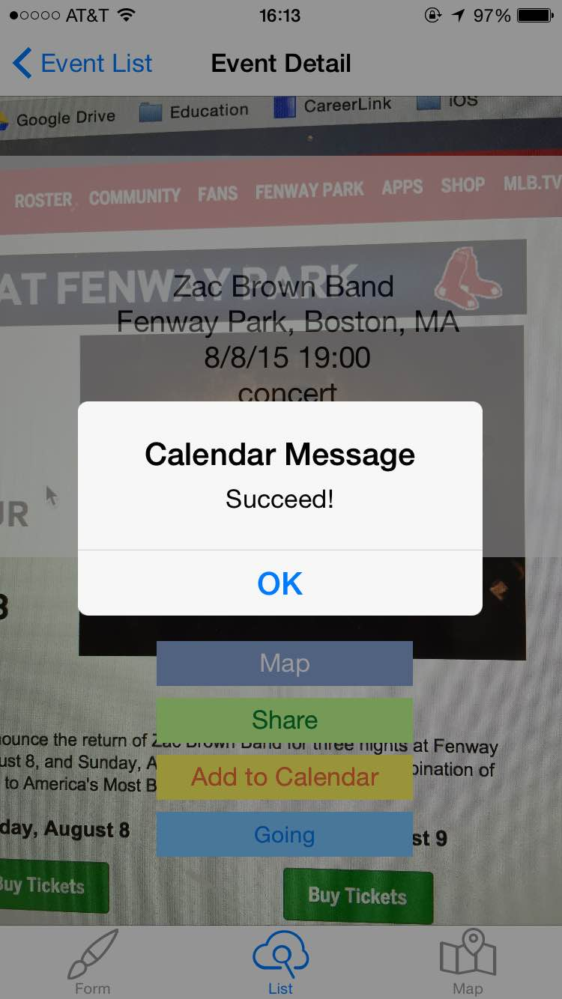 AT&T 16:13 97%
Event List Event Detail
Google Drive Education CareerLink iOS
ROSTER COMMUNITY FANS FENWAY PARK APPS SHOP MLB.TV
AT FENWAY PARK
Zac Brown Band
Fenway Park, Boston, MA
8/8/15 19:00
concert
Calendar Message
Succeed!
UR
OK
3
Map
Share
ounce the return of Zac Brown Band for three nights at Fenway
ust 8, and Sunday, A bination of
Add to Calendar
to America's Most B
day, August 8 st 9
Going
Buy Tickets Buy Tickets
Form List Map